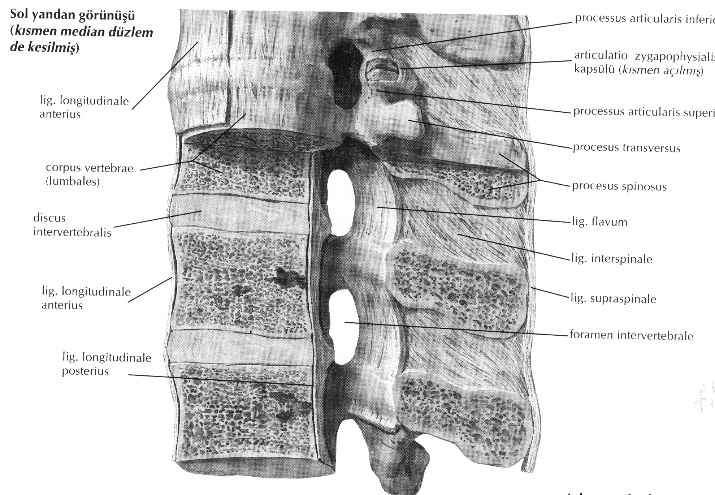 Sol yandan görünüşü
(kısmen median düzlem
de kesilmiş)
lig. longitudinale
anterius
corpus vertebrae
(lumbales)
discus
intervertebralis
lig. longitudinale
anterius
lig. longitudinale
posterius
processus articularis inferio
articulatio zygapophysialis
kapsülü (kısmen açılmış)
processus articularis superi
procesus transversus
procesus spinosus
lig. flavum
lig. interspinale
lig. supraspinale
foramen intervertebrale